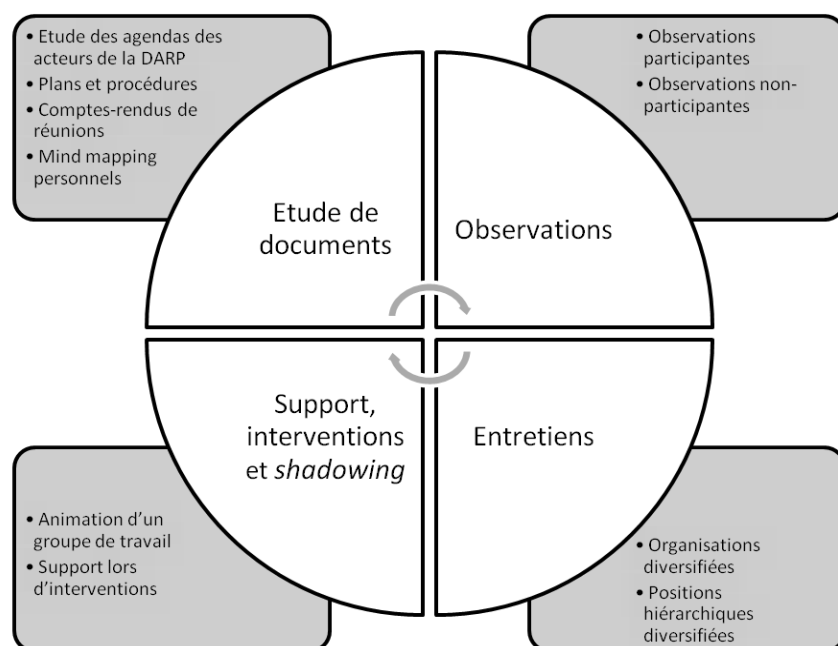 • Etude des agendas des
acteurs de la DARP
• Plans et procédures
• Comptes-rendus de
réunions
• Mind mapping
personnels
• Observations
participantes
• Observations non-
participantes
Etude de
documents
Observations
Support,
interventions
et shadowing
Entretiens
• Animation d'un
groupe de travail
• Support lors
d'interventions
• Organisations
diversifiées
• Positions
hiérarchiques
diversifiées